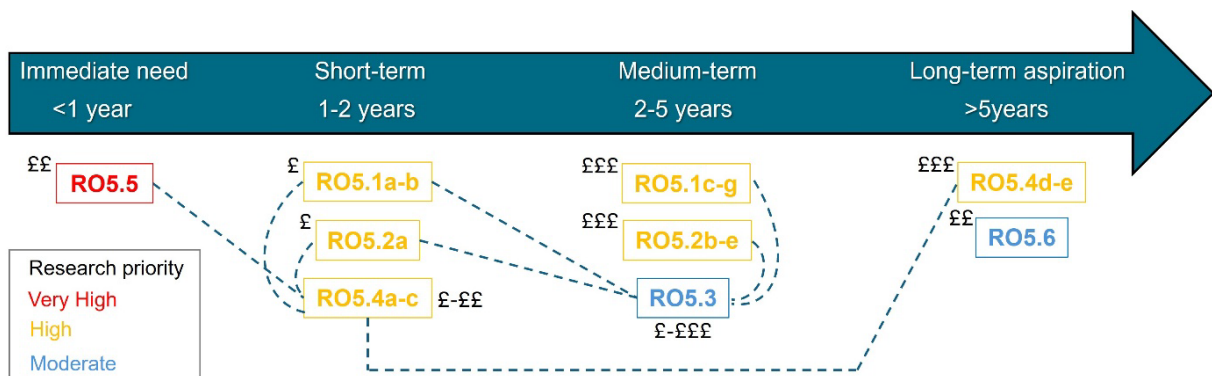 Immediate need
<1 year
Short-term
1-2 years
Medium-term
2-5 years
Long-term aspiration
>5years
££
RO5.5
£
RO5.1a-b
£££
RO5.1c-g
£££
RO5.4d-e
£
RO5.2a
£££
RO5.2b-e
££
RO5.6
RO5.4a-c
£-££
RO5.3
£-£££
Research priority
Very High
High
Moderate